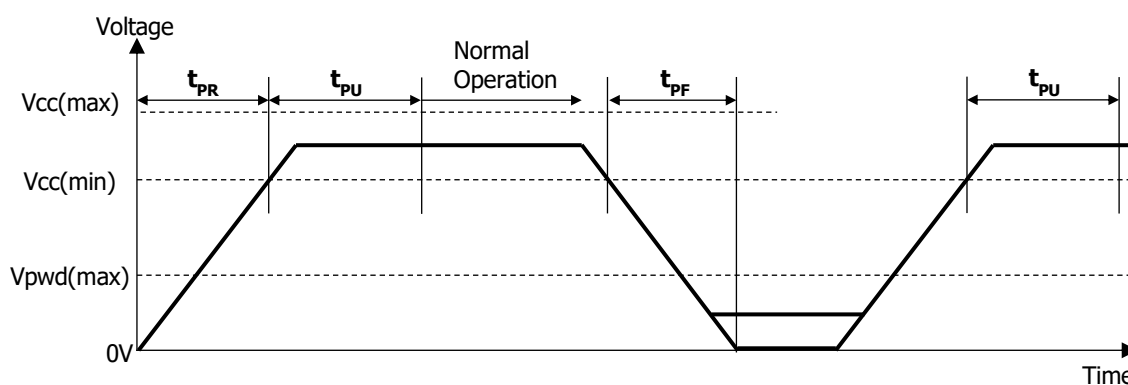 Voltage
Normal
Operation
tPR
tPU
tPF
tPU
Vcc(max)
Vcc(min)
Vpwd(max)
0V
Time